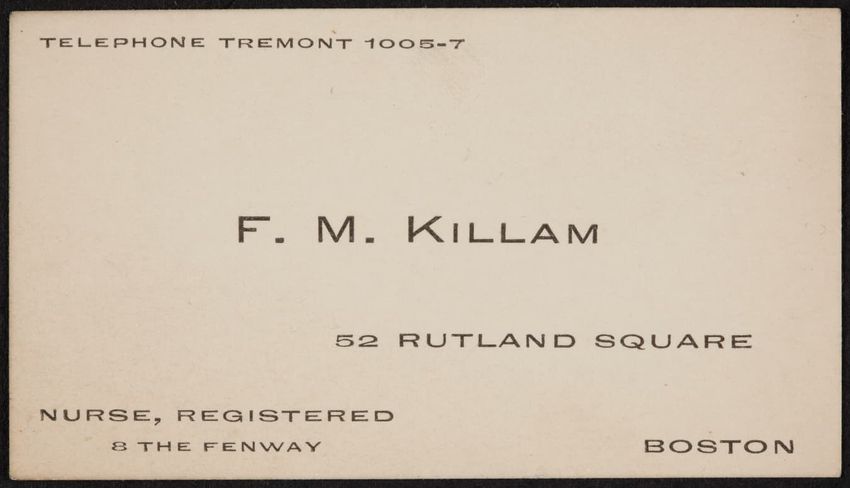 TELEPHONE TREMONT 1005-7
F. M. KILLAM
52 RUTLAND SQUARE
NURSE, REGISTERED
8 THE FENWAY
BOSTON